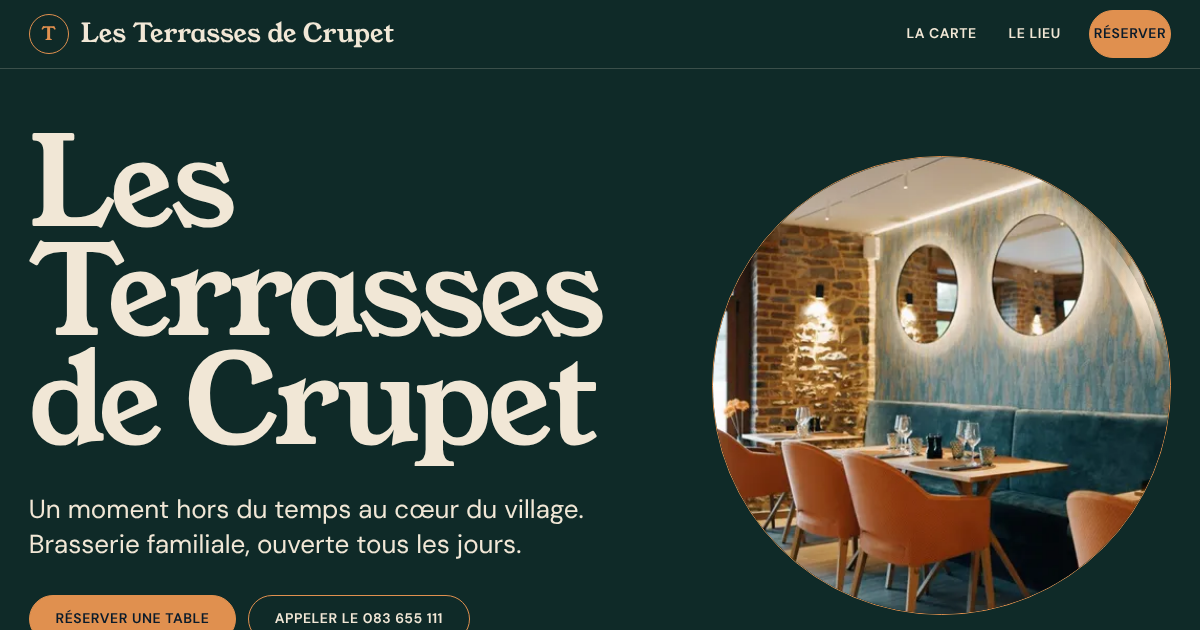 T Les Terrasses de Crupet
LA CARTE LE LIEU RÉSERVER
Les
Terrasses
de Crupet
Un moment hors du temps au cœur du village.
Brasserie familiale, ouverte tous les jours.
RÉSERVER UNE TABLE APPELER LE 083 655 111